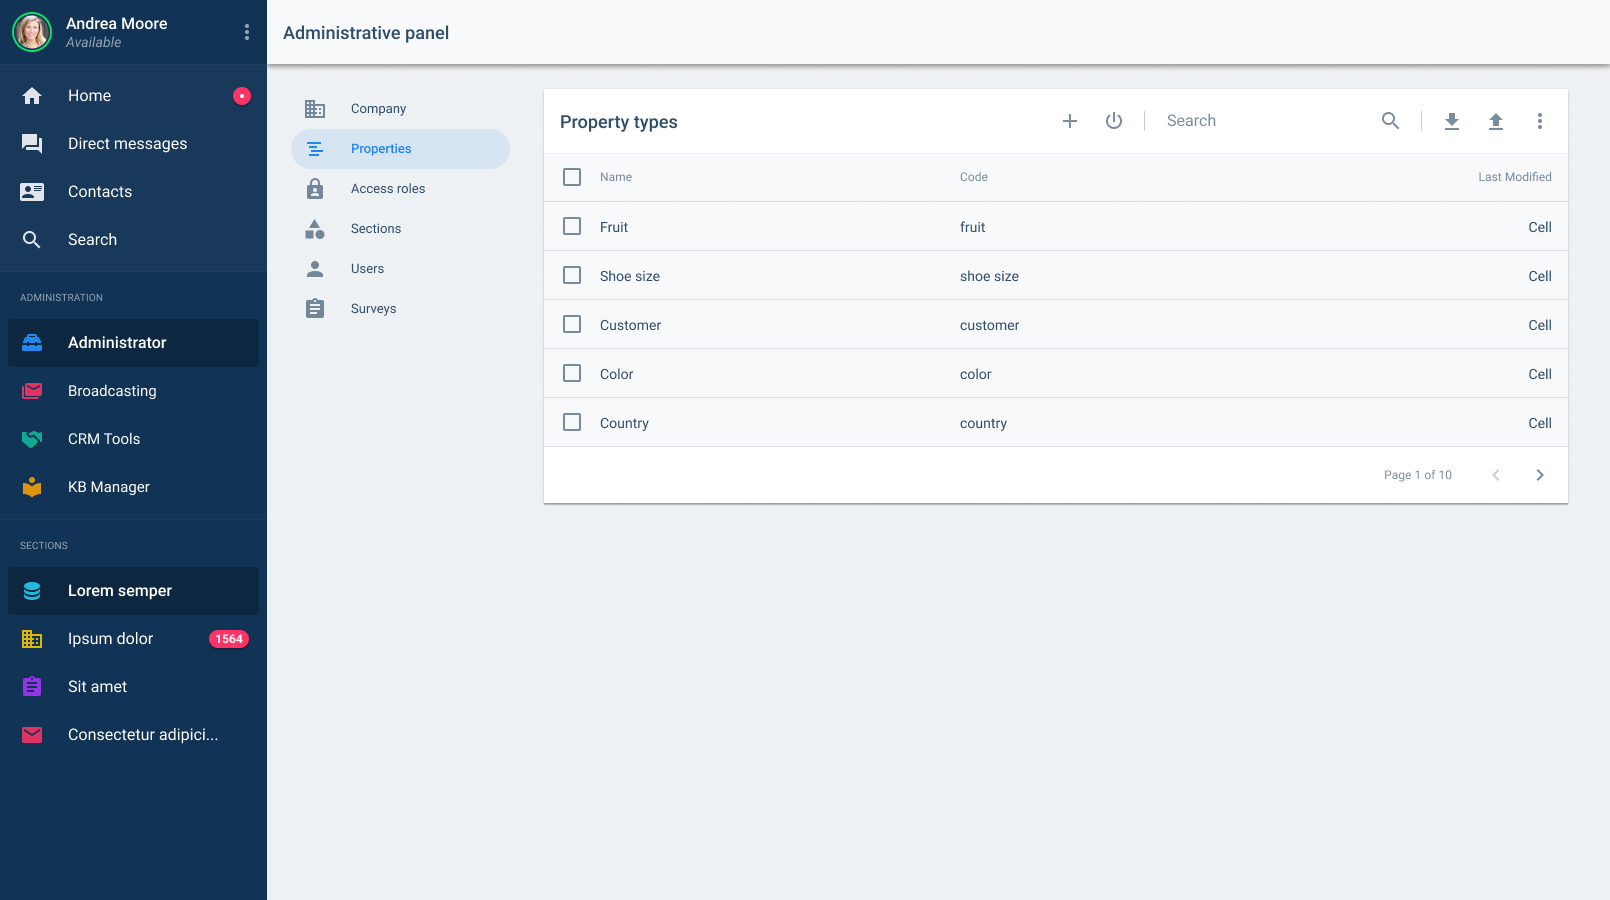 Andrea Moore
Available
Home
Direct messages
Contacts
Search
ADMINISTRATION
Administrator
Broadcasting
CRM Tools
KB Manager
SECTIONS
Lorem semper
Ipsum dolor 1564
Sit amet
Consectetur adipici...
Administrative panel
Company
Properties
Access roles
Sections
Users
Surveys
Property types Search
Name Code Last Modified
Fruit fruit Cell
Shoe size shoe size Cell
Customer customer Cell
Color color Cell
Country country Cell
Page 1 of 10